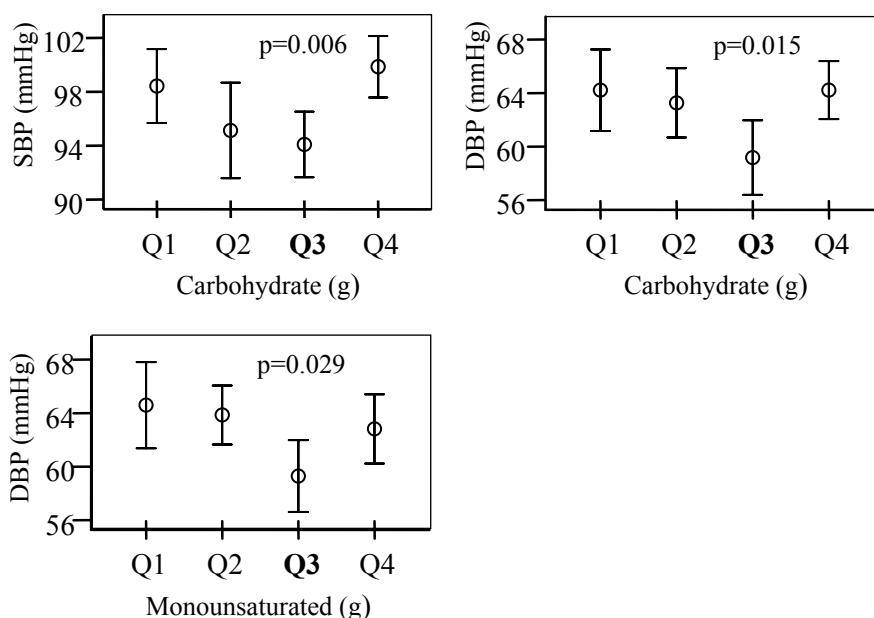 SBP (mmHg)
102
98
94
90
p=0.006
Q1 Q2 Q3 Q4
Carbohydrate (g)
DBP (mmHg)
68
64
60
56
p=0.015
Q1 Q2 Q3 Q4
Carbohydrate (g)
DBP (mmHg)
68
64
60
56
p=0.029
Q1 Q2 Q3 Q4
Monounsaturated (g)